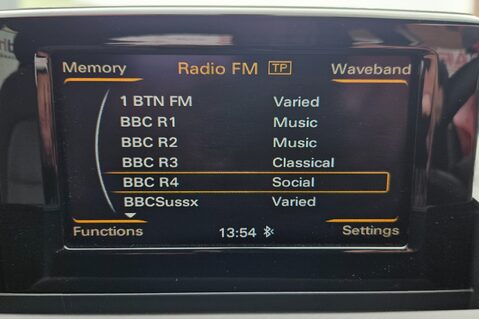 Memory Radio FM TP Waveband
1 BTN FM Varied
BBC R1 Music
BBC R2 Music
BBC R3 Classical
BBC R4 Social
BBCSussx Varied
Functions 13:54 Settings